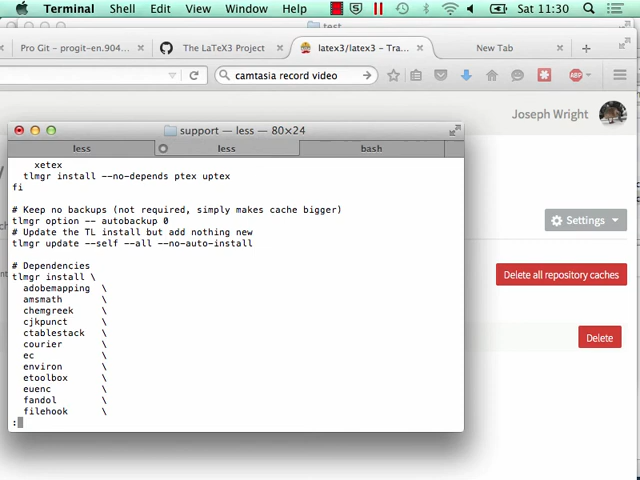 Terminal Shell Edit View Window Help Sat 11:30
test
Pro Git - progit-en.904... The LaTeX3 Project latex3/latex3 - Tra... New Tab
camtasia record video
ABP
Joseph Wright
support — less — 80×24
less less bash
xetex
tlmgr install --no-depends ptex uptex
fi
# Keep no backups (not required, simply makes cache bigger)
tlmgr option -- autobackup 0
# Update the TL install but add nothing new
tlmgr update --self --all --no-auto-install
Settings
# Dependencies
tlmgr install \
Delete all repository caches
adobemapping \
amsmath \
chemgreek \
cjkpunct \
ctablestack \
Delete
courier \
ec \
environ \
etoolbox \
euenc \
fandol \
filehook \
: